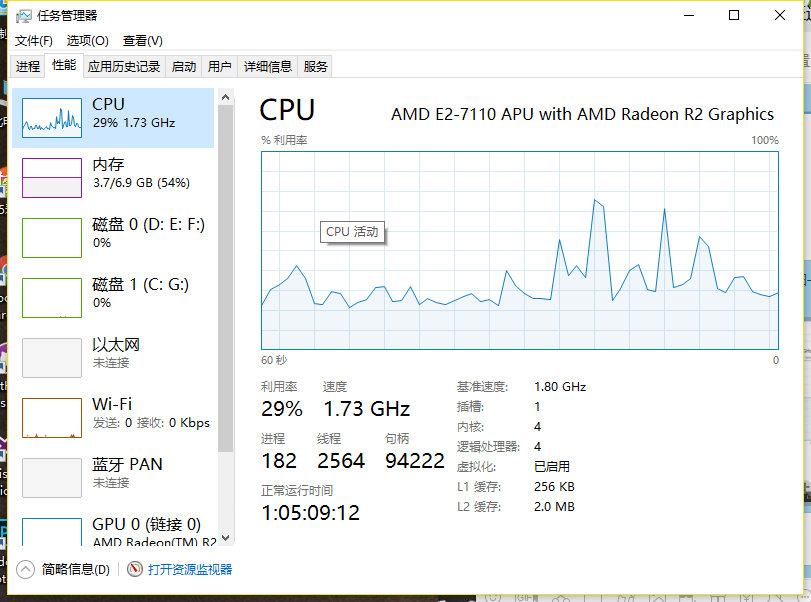 任务管理器
文件(F) 选项(O) 查看(V)
进程 性能 应用历史记录 启动 用户 详细信息 服务
CPU
29% 1.73 GHz
内存
3.7/6.9 GB (54%)
磁盘 0 (D: E: F:)
0%
磁盘 1 (C: G:)
0%
以太网
未连接
Wi-Fi
发送: 0 接收: 0 Kbps
蓝牙 PAN
未连接
GPU 0 (链接 0)
AMD Radeon(TM) R2
CPU AMD E2-7110 APU with AMD Radeon R2 Graphics
% 利用率 100%
CPU 活动
60 秒 0
利用率 速度
29% 1.73 GHz
进程 线程 句柄
182 2564 94222
正常运行时间
1:05:09:12
基准速度: 1.80 GHz
插槽: 1
内核: 4
逻辑处理器: 4
虚拟化: 已启用
L1 缓存: 256 KB
L2 缓存: 2.0 MB
简略信息(D) 打开资源监视器